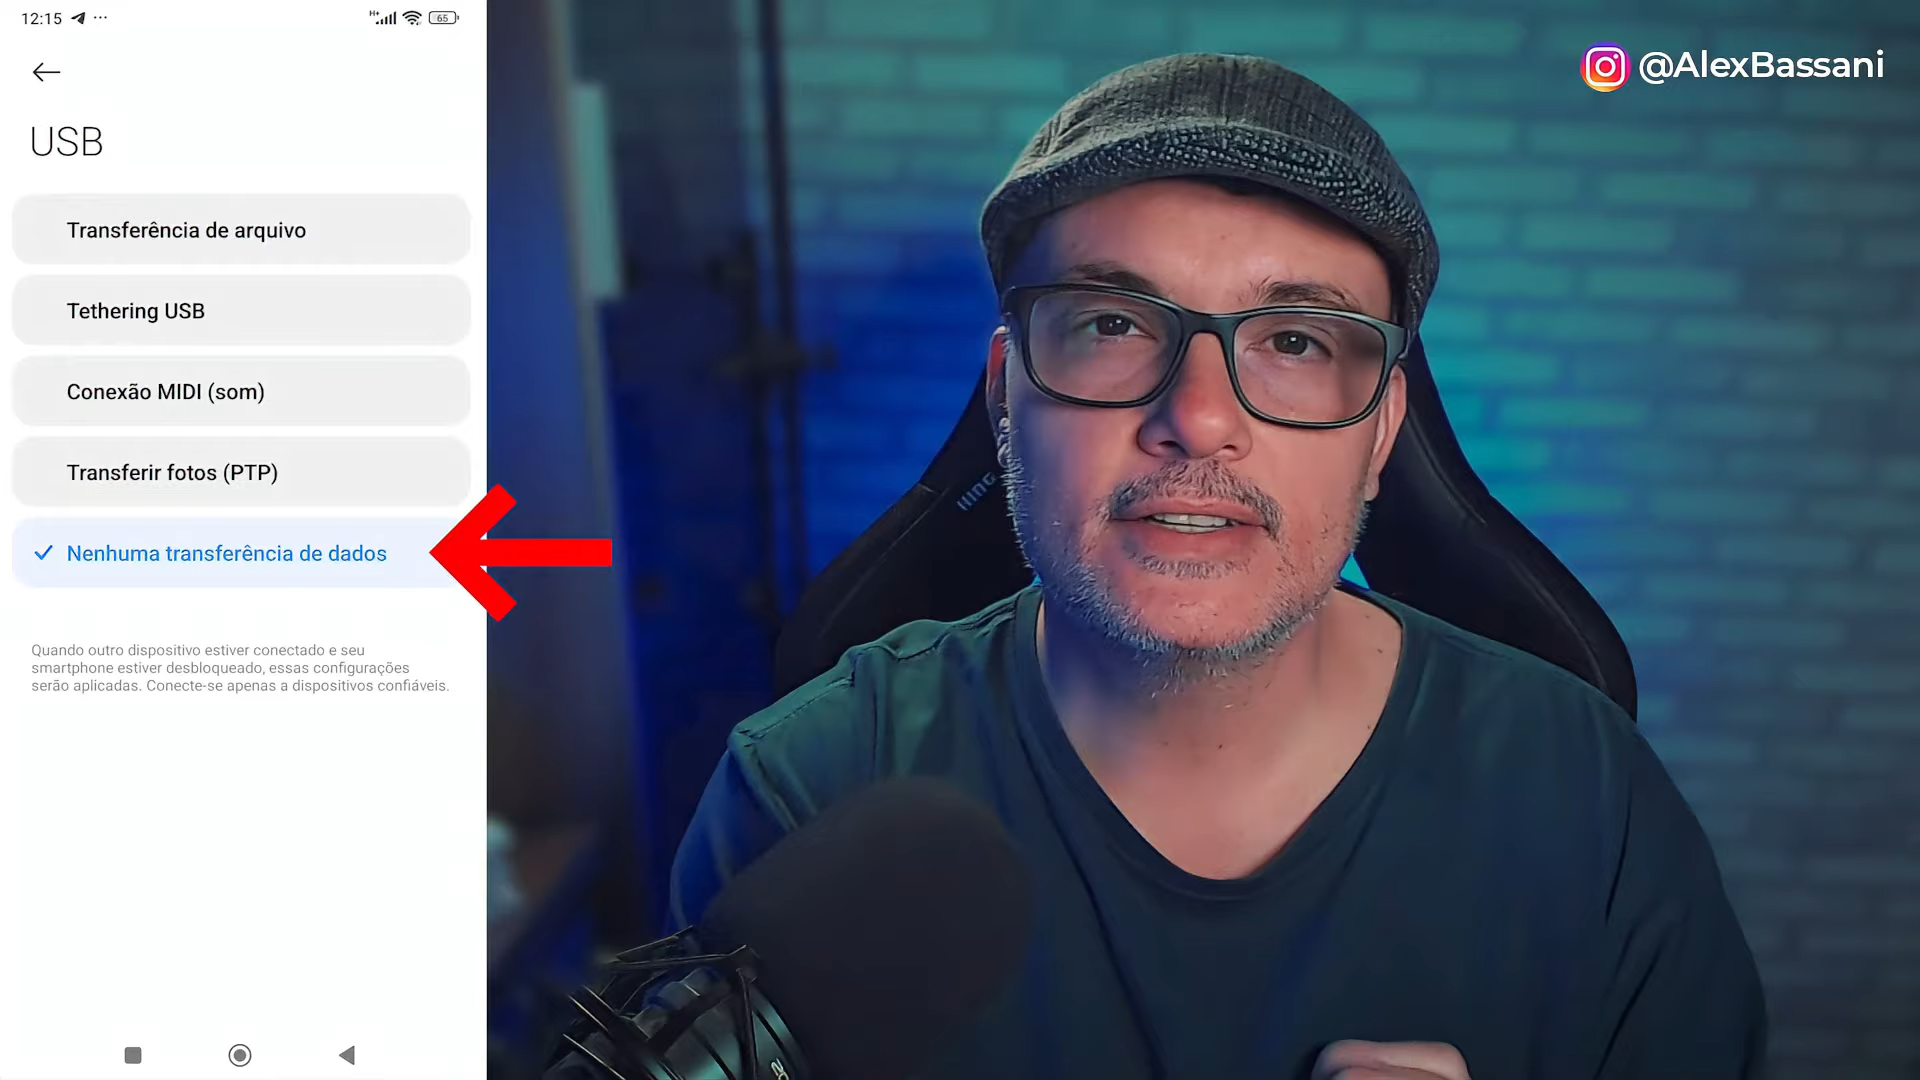 12:15
H+
65
@AlexBassani
USB
Transferência de arquivo
Tethering USB
Conexão MIDI (som)
Transferir fotos (PTP)
Nenhuma transferência de dados
Quando outro dispositivo estiver conectado e seu
smartphone estiver desbloqueado, essas configurações
serão aplicadas. Conecte-se apenas a dispositivos confiáveis.